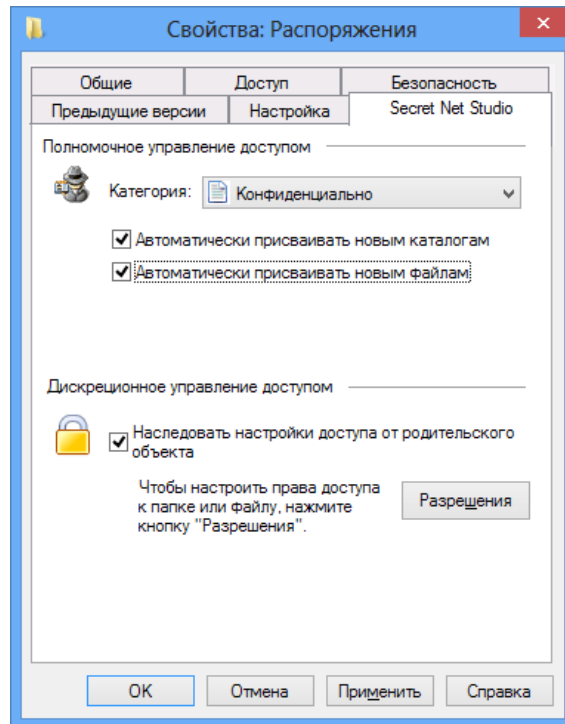 Свойства: Распоряжения
Общие Доступ Безопасность
Предыдущие версии Настройка Secret Net Studio
Полномочное управление доступом
Категория: Конфиденциально
Автоматически присваивать новым каталогам
Автоматически присваивать новым файлам
Дискреционное управление доступом
Наследовать настройки доступа от родительского
объекта
Чтобы настроить права доступа
к папке или файлу, нажмите
кнопку "Разрешения".
Разрешения
ОК Отмена Применить Справка